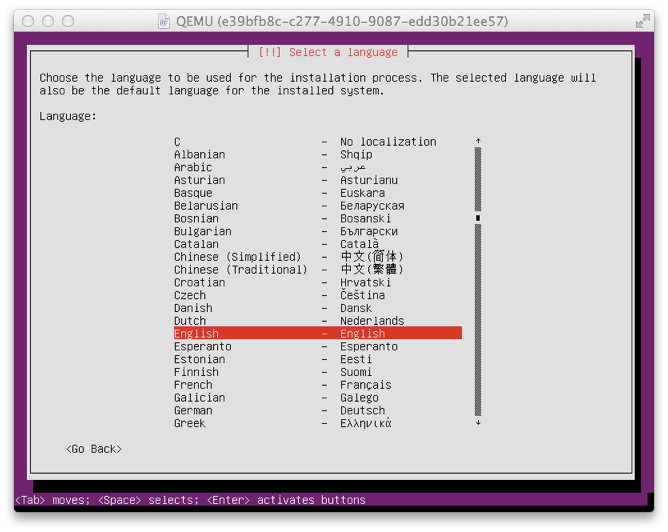 QEMU (e39bfb8c-c277-4910-9087-edd30b21ee57)
[!!] Select a language
Choose the language to be used for the installation process. The selected language will
also be the default language for the installed system.
Language:
C - No localization
Albanian - Shqip
Arabic - عربي
Asturian - Asturianu
Basque - Euskara
Belarusian - Беларуская
Bosnian - Bosanski
Bulgarian - Български
Catalan - Català
Chinese (Simplified) - 中文(简体)
Chinese (Traditional) - 中文(繁體)
Croatian - Hrvatski
Czech - Čeština
Danish - Dansk
Dutch - Nederlands
English - English
Esperanto - Esperanto
Estonian - Eesti
Finnish - Suomi
French - Français
Galician - Galego
German - Deutsch
Greek - Ελληνικά
<Go Back>
<Tab> moves; <Space> selects; <Enter> activates buttons